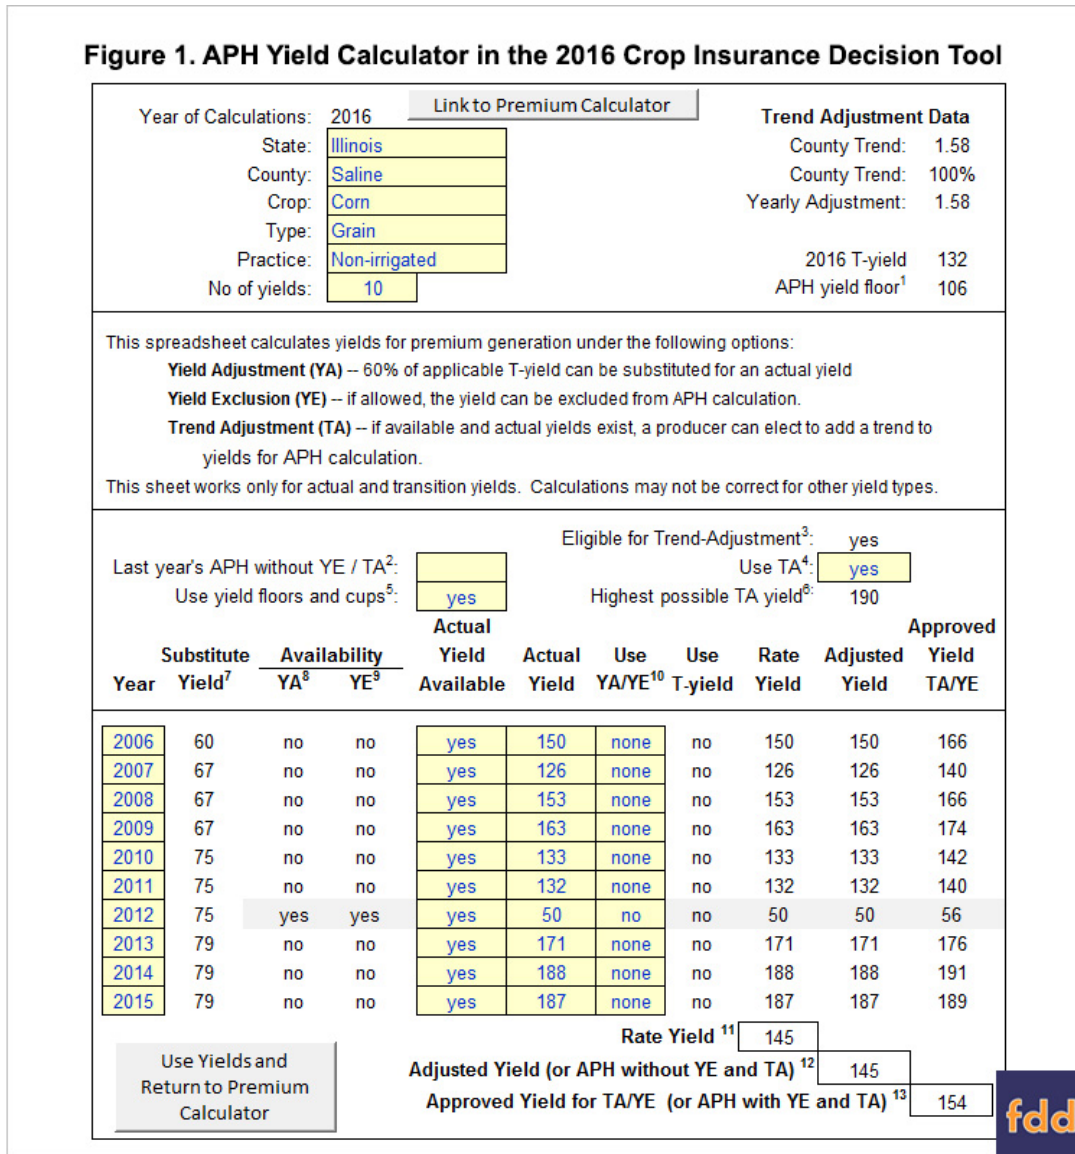 Figure 1. APH Yield Calculator in the 2016 Crop Insurance Decision Tool
Year of Calculations: 2016 Link to Premium Calculator Trend Adjustment Data
State: Illinois County Trend: 1.58
County: Saline County Trend: 100%
Crop: Corn Yearly Adjustment: 1.58
Type: Grain
Practice: Non-irrigated 2016 T-yield 132
No of yields: 10 APH yield floor1 106
This spreadsheet calculates yields for premium generation under the following options:
Yield Adjustment (YA) -- 60% of applicable T-yield can be substituted for an actual yield
Yield Exclusion (YE) -- if allowed, the yield can be excluded from APH calculation.
Trend Adjustment (TA) -- if available and actual yields exist, a producer can elect to add a trend to
yields for APH calculation.
This sheet works only for actual and transition yields. Calculations may not be correct for other yield types.
Eligible for Trend-Adjustment3: yes
Last year's APH without YE / TA2: Use TA4: yes
Use yield floors and cups5: yes Highest possible TA yield6: 190
Actual Approved
Substitute Availability Yield Actual Use Use Rate Adjusted Yield
Year Yield7 YA8 YE9 Available Yield YA/YE10 T-yield Yield Yield TA/YE
2006 60 no no yes 150 none no 150 150 166
2007 67 no no yes 126 none no 126 126 140
2008 67 no no yes 153 none no 153 153 166
2009 67 no no yes 163 none no 163 163 174
2010 75 no no yes 133 none no 133 133 142
2011 75 no no yes 132 none no 132 132 140
2012 75 yes yes yes 50 no no 50 50 56
2013 79 no no yes 171 none no 171 171 176
2014 79 no no yes 188 none no 188 188 191
2015 79 no no yes 187 none no 187 187 189
Rate Yield 11 145
Use Yields and
Return to Premium
Calculator
Adjusted Yield (or APH without YE and TA) 12 145
Approved Yield for TA/YE (or APH with YE and TA) 13 154
fdd